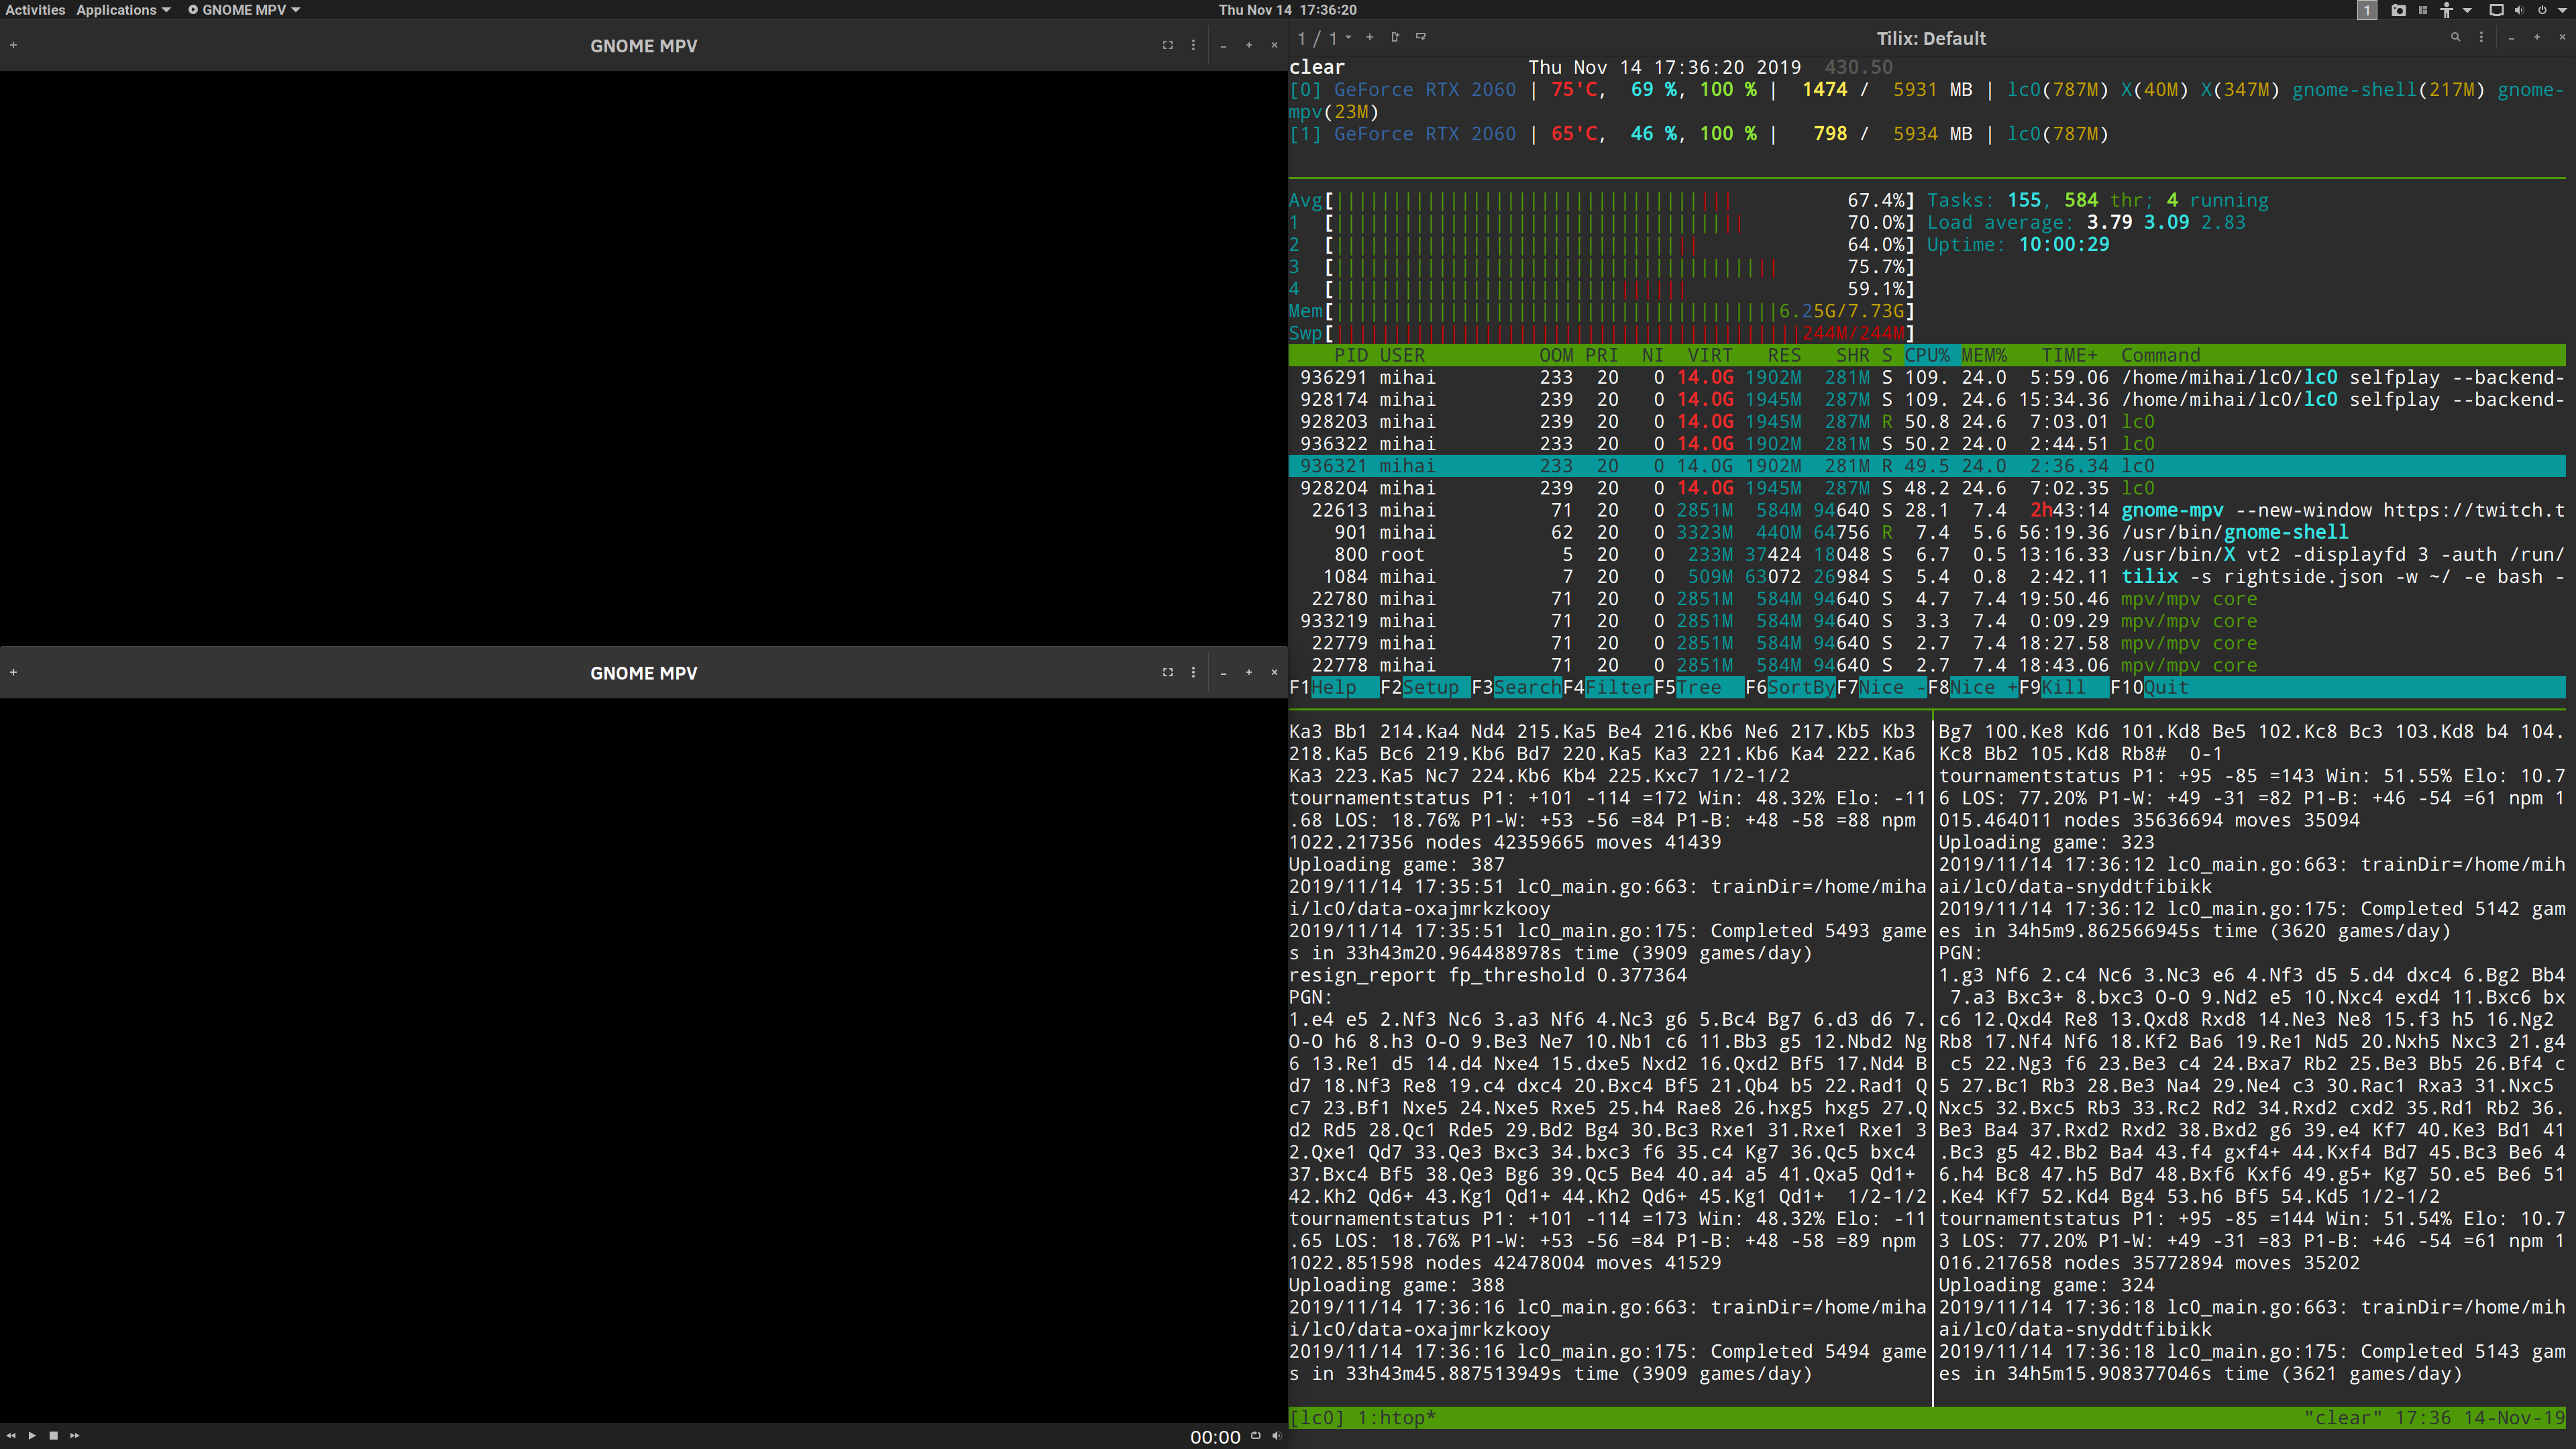 Activities Applications GNOME MPV Thu Nov 14 17:36:20 1
GNOME MPV
GNOME MPV
00:00
1 / 1 Tilix: Default
clear Thu Nov 14 17:36:20 2019 430.50
[0] GeForce RTX 2060 | 75'C, 69 %, 100 % | 1474 / 5931 MB | lc0(787M) X(40M) X(347M) gnome-shell(217M) gnome-
mpv(23M)
[1] GeForce RTX 2060 | 65'C, 46 %, 100 % | 798 / 5934 MB | lc0(787M)
Avg[ 67.4%] Tasks: 155, 584 thr; 4 running
1 [ 70.0%] Load average: 3.79 3.09 2.83
2 [ 64.0%] Uptime: 10:00:29
3 [ 75.7%]
4 [ 59.1%]
Mem[ 6.25G/7.73G]
Swp[ 244M/244M]
PID USER OOM PRI NI VIRT RES SHR S CPU% MEM% TIME+ Command
936291 mihai 233 20 0 14.0G 1902M 281M S 109. 24.0 5:59.06 /home/mihai/lc0/lc0 selfplay --backend-
928174 mihai 239 20 0 14.0G 1945M 287M S 109. 24.6 15:34.36 /home/mihai/lc0/lc0 selfplay --backend-
928203 mihai 239 20 0 14.0G 1945M 287M R 50.8 24.6 7:03.01 lc0
936322 mihai 233 20 0 14.0G 1902M 281M S 50.2 24.0 2:44.51 lc0
936321 mihai 233 20 0 14.0G 1902M 281M R 49.5 24.0 2:36.34 lc0
928204 mihai 239 20 0 14.0G 1945M 287M S 48.2 24.6 7:02.35 lc0
22613 mihai 71 20 0 2851M 584M 94640 S 28.1 7.4 2h43:14 gnome-mpv --new-window https://twitch.t
901 mihai 62 20 0 3323M 440M 64756 R 7.4 5.6 56:19.36 /usr/bin/gnome-shell
800 root 5 20 0 233M 37424 18048 S 6.7 0.5 13:16.33 /usr/bin/X vt2 -displayfd 3 -auth /run/
1084 mihai 7 20 0 509M 63072 26984 S 5.4 0.8 2:42.11 tilix -s rightside.json -w ~/ -e bash -
22780 mihai 71 20 0 2851M 584M 94640 S 4.7 7.4 19:50.46 mpv/mpv core
933219 mihai 71 20 0 2851M 584M 94640 S 3.3 7.4 0:09.29 mpv/mpv core
22779 mihai 71 20 0 2851M 584M 94640 S 2.7 7.4 18:27.58 mpv/mpv core
22778 mihai 71 20 0 2851M 584M 94640 S 2.7 7.4 18:43.06 mpv/mpv core
F1Help F2Setup F3SearchF4FilterF5Tree F6SortByF7Nice -F8Nice +F9Kill F10Quit
Ka3 Bb1 214.Ka4 Nd4 215.Ka5 Be4 216.Kb6 Ne6 217.Kb5 Kb3
218.Ka5 Bc6 219.Kb6 Bd7 220.Ka5 Ka3 221.Kb6 Ka4 222.Ka6
Ka3 223.Ka5 Nc7 224.Kb6 Kb4 225.Kxc7 1/2-1/2
tournamentstatus P1: +101 -114 =172 Win: 48.32% Elo: -11
.68 LOS: 18.76% P1-W: +53 -56 =84 P1-B: +48 -58 =88 npm
1022.217356 nodes 42359665 moves 41439
Uploading game: 387
2019/11/14 17:35:51 lc0_main.go:663: trainDir=/home/miha
i/lc0/data-oxajmrkzkooy
2019/11/14 17:35:51 lc0_main.go:175: Completed 5493 game
s in 33h43m20.964488978s time (3909 games/day)
resign_report fp_threshold 0.377364
PGN:
1.e4 e5 2.Nf3 Nc6 3.a3 Nf6 4.Nc3 g6 5.Bc4 Bg7 6.d3 d6 7.
O-O h6 8.h3 O-O 9.Be3 Ne7 10.Nb1 c6 11.Bb3 g5 12.Nbd2 Ng
6 13.Re1 d5 14.d4 Nxe4 15.dxe5 Nxd2 16.Qxd2 Bf5 17.Nd4 B
d7 18.Nf3 Re8 19.c4 dxc4 20.Bxc4 Bf5 21.Qb4 b5 22.Rad1 Q
c7 23.Bf1 Nxe5 24.Nxe5 Rxe5 25.h4 Rae8 26.hxg5 hxg5 27.Q
d2 Rd5 28.Qc1 Rde5 29.Bd2 Bg4 30.Bc3 Rxe1 31.Rxe1 Rxe1 3
2.Qxe1 Qd7 33.Qe3 Bxc3 34.bxc3 f6 35.c4 Kg7 36.Qc5 bxc4
37.Bxc4 Bf5 38.Qe3 Bg6 39.Qc5 Be4 40.a4 a5 41.Qxa5 Qd1+
42.Kh2 Qd6+ 43.Kg1 Qd1+ 44.Kh2 Qd6+ 45.Kg1 Qd1+ 1/2-1/2
tournamentstatus P1: +101 -114 =173 Win: 48.32% Elo: -11
.65 LOS: 18.76% P1-W: +53 -56 =84 P1-B: +48 -58 =89 npm
1022.851598 nodes 42478004 moves 41529
Uploading game: 388
2019/11/14 17:36:16 lc0_main.go:663: trainDir=/home/miha
i/lc0/data-oxajmrkzkooy
2019/11/14 17:36:16 lc0_main.go:175: Completed 5494 game
s in 33h43m45.887513949s time (3909 games/day)
Bg7 100.Ke8 Kd6 101.Kd8 Be5 102.Kc8 Bc3 103.Kd8 b4 104.
Kc8 Bb2 105.Kd8 Rb8# 0-1
tournamentstatus P1: +95 -85 =143 Win: 51.55% Elo: 10.7
6 LOS: 77.20% P1-W: +49 -31 =82 P1-B: +46 -54 =61 npm 1
015.464011 nodes 35636694 moves 35094
Uploading game: 323
2019/11/14 17:36:12 lc0_main.go:663: trainDir=/home/mih
ai/lc0/data-snyddtfibikk
2019/11/14 17:36:12 lc0_main.go:175: Completed 5142 gam
es in 34h5m9.862566945s time (3620 games/day)
PGN:
1.g3 Nf6 2.c4 Nc6 3.Nc3 e6 4.Nf3 d5 5.d4 dxc4 6.Bg2 Bb4
7.a3 Bxc3+ 8.bxc3 O-O 9.Nd2 e5 10.Nxc4 exd4 11.Bxc6 bx
c6 12.Qxd4 Re8 13.Qxd8 Rxd8 14.Ne3 Ne8 15.f3 h5 16.Ng2
Rb8 17.Nf4 Nf6 18.Kf2 Ba6 19.Re1 Nd5 20.Nxh5 Nxc3 21.g4
c5 22.Ng3 f6 23.Be3 c4 24.Bxa7 Rb2 25.Be3 Bb5 26.Bf4 c
5 27.Bc1 Rb3 28.Be3 Na4 29.Ne4 c3 30.Rac1 Rxa3 31.Nxc5
Nxc5 32.Bxc5 Rb3 33.Rc2 Rd2 34.Rxd2 cxd2 35.Rd1 Rb2 36.
Be3 Ba4 37.Rxd2 Rxd2 38.Bxd2 g6 39.e4 Kf7 40.Ke3 Bd1 41
.Bc3 g5 42.Bb2 Ba4 43.f4 gxf4+ 44.Kxf4 Bd7 45.Bc3 Be6 4
6.h4 Bc8 47.h5 Bd7 48.Bxf6 Kxf6 49.g5+ Kg7 50.e5 Be6 51
.Ke4 Kf7 52.Kd4 Bg4 53.h6 Bf5 54.Kd5 1/2-1/2
tournamentstatus P1: +95 -85 =144 Win: 51.54% Elo: 10.7
3 LOS: 77.20% P1-W: +49 -31 =83 P1-B: +46 -54 =61 npm 1
016.217658 nodes 35772894 moves 35202
Uploading game: 324
2019/11/14 17:36:18 lc0_main.go:663: trainDir=/home/mih
ai/lc0/data-snyddtfibikk
2019/11/14 17:36:18 lc0_main.go:175: Completed 5143 gam
es in 34h5m15.908377046s time (3621 games/day)
[lc0] 1:htop* "clear" 17:36 14-Nov-19